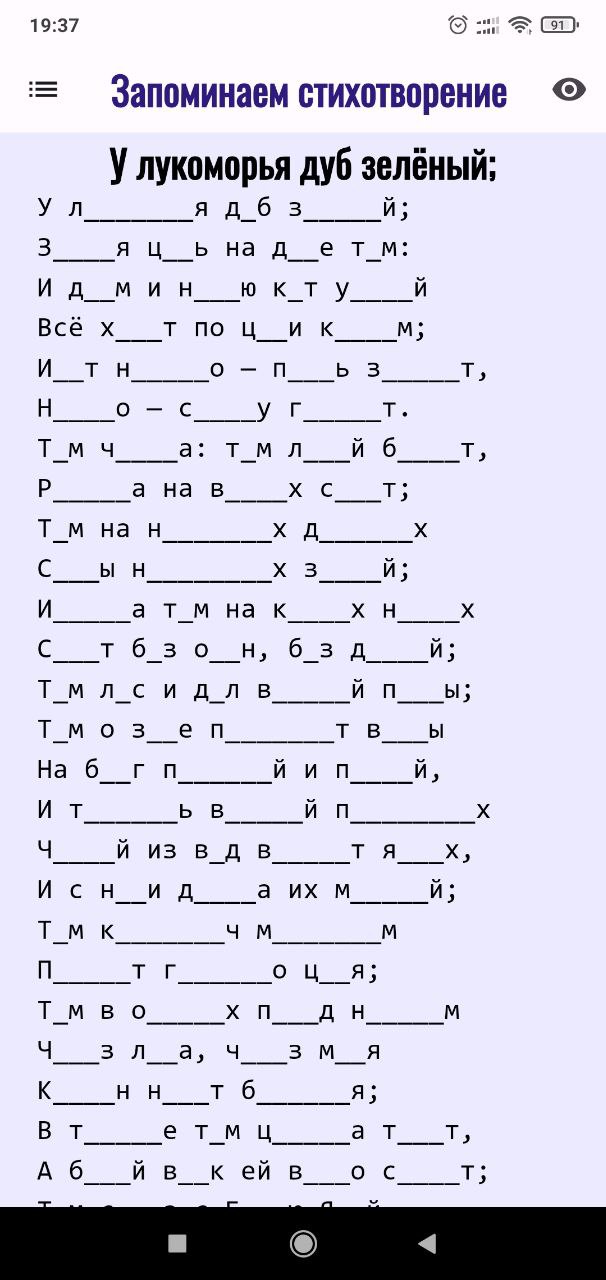 19:37
91
Запоминаем стихотворение
У лукоморья дуб зелёный;
У л_______я д_б з_____й;
З____я ц__ь на д__е т_м:
И д__м и н___ю к_т у____й
Всё х___т по ц__и к____м;
И__т н_____о — п___ь з_____т,
Н____о — с____у г_____т.
Т_м ч____а: т_м л___й б____т,
Р_____а на в____х с___т;
Т_м на н_______х д______х
С___ы н________х з____й;
И_____а т_м на к____х н____х
С___т б_з о__н, б_з д____й;
Т_м л_с и д_л в_____й п___ы;
Т_м о з__е п_______т в___ы
На б__г п______й и п____й,
И т______ь в_____й п________х
Ч____й из в_д в_____т я___х,
И с н__и д____а их м_____й;
Т_м к_______ч м_______м
П_____т г______о ц__я;
Т_м в о_____х п___д н_____м
Ч___з л__а, ч___з м__я
К____н н___т б______я;
В т_____е т_м ц_____а т___т,
А б___й в__к ей в___о с____т;